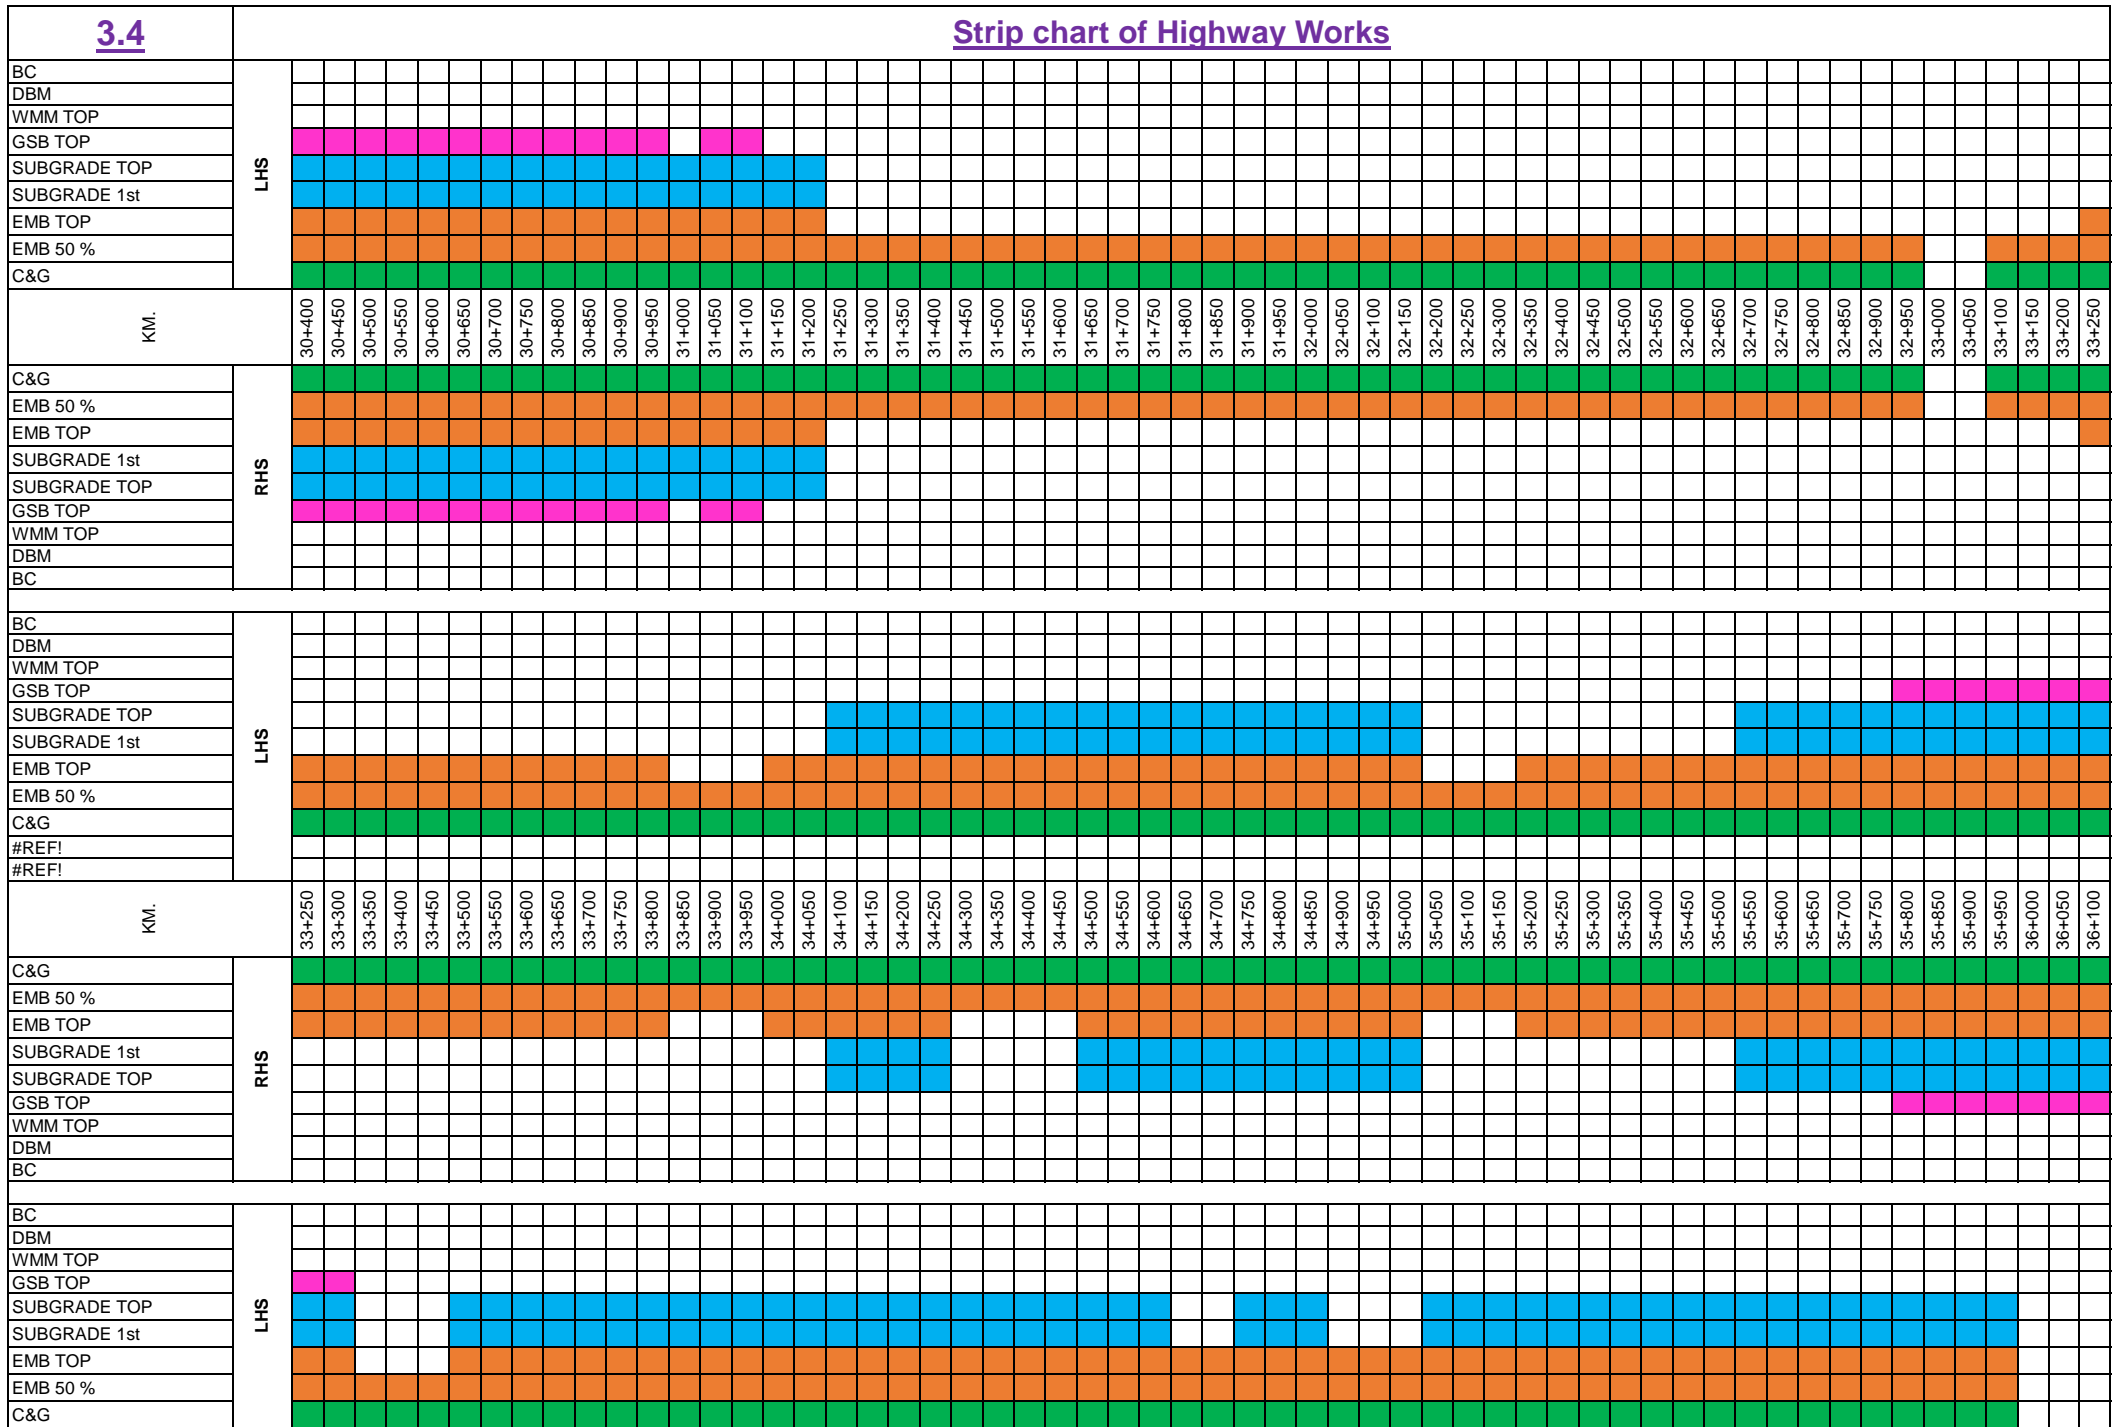 3.4 Strip chart of Highway Works
BC
DBM
WMM TOP
GSB TOP
SUBGRADE TOP
SUBGRADE 1st
EMB TOP
EMB 50 %
C&G
LHS
KM. 30+400 30+450 30+500 30+550 30+600 30+650 30+700 30+750 30+800 30+850 30+900 30+950 31+000 31+050 31+100 31+150 31+200 31+250 31+300 31+350 31+400 31+450 31+500 31+550 31+600 31+650 31+700 31+750 31+800 31+850 31+900 31+950 32+000 32+050 32+100 32+150 32+200 32+250 32+300 32+350 32+400 32+450 32+500 32+550 32+600 32+650 32+700 32+750 32+800 32+850 32+900 32+950 33+000 33+050 33+100 33+150 33+200 33+250
C&G
EMB 50 %
EMB TOP
SUBGRADE 1st
SUBGRADE TOP
GSB TOP
WMM TOP
DBM
BC
RHS
BC
DBM
WMM TOP
GSB TOP
SUBGRADE TOP
SUBGRADE 1st
EMB TOP
EMB 50 %
C&G
#REF!
#REF!
LHS
KM. 33+250 33+300 33+350 33+400 33+450 33+500 33+550 33+600 33+650 33+700 33+750 33+800 33+850 33+900 33+950 34+000 34+050 34+100 34+150 34+200 34+250 34+300 34+350 34+400 34+450 34+500 34+550 34+600 34+650 34+700 34+750 34+800 34+850 34+900 34+950 35+000 35+050 35+100 35+150 35+200 35+250 35+300 35+350 35+400 35+450 35+500 35+550 35+600 35+650 35+700 35+750 35+800 35+850 35+900 35+950 36+000 36+050 36+100
C&G
EMB 50 %
EMB TOP
SUBGRADE 1st
SUBGRADE TOP
GSB TOP
WMM TOP
DBM
BC
RHS
BC
DBM
WMM TOP
GSB TOP
SUBGRADE TOP
SUBGRADE 1st
EMB TOP
EMB 50 %
C&G
LHS